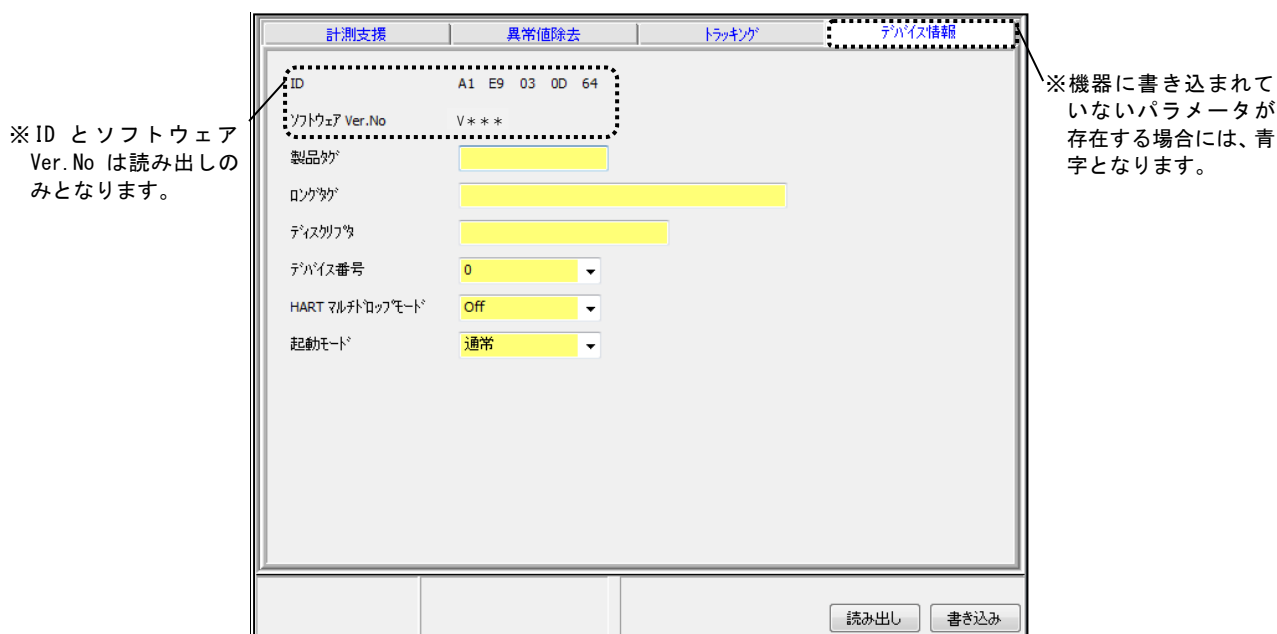 計測支援
異常値除去
ﾄﾗｯｷﾝｸﾞ
ﾃﾞﾊﾞｲｽ情報
ID A1 E9 03 0D 64
ｿﾌﾄｳｪｱ Ver.No V＊＊＊
製品ﾀｸﾞ
ﾛﾝｸﾞﾀｸﾞ
ﾃﾞｨｽｸﾘﾌﾟﾀ
ﾃﾞﾊﾞｲｽ番号 0
HART ﾏﾙﾁﾄﾞﾛｯﾌﾟﾓｰﾄﾞ Off
起動ﾓｰﾄﾞ 通常
読み出し
書き込み
※ID とソフトウェア
Ver.No は読み出しの
みとなります。
※機器に書き込まれて
いないパラメータが
存在する場合には、青
字となります。